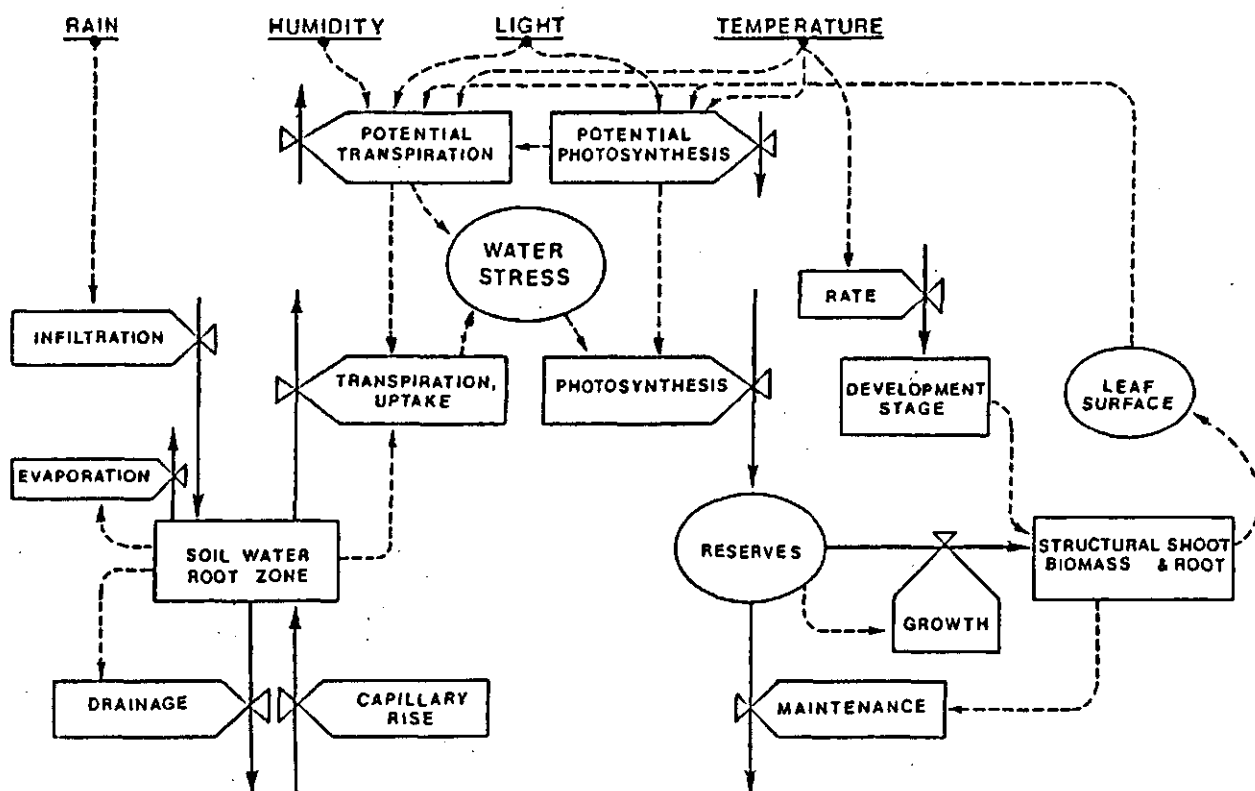 RAIN
HUMIDITY
LIGHT
TEMPERATURE
POTENTIAL
TRANSPIRATION
POTENTIAL
PHOTOSYNTHESIS
WATER
STRESS
RATE
INFILTRATION
TRANSPIRATION,
UPTAKE
PHOTOSYNTHESIS
DEVELOPMENT
STAGE
LEAF
SURFACE
EVAPORATION
SOIL WATER
ROOT ZONE
RESERVES
STRUCTURAL SHOOT
BIOMASS & ROOT
GROWTH
DRAINAGE
CAPILLARY
RISE
MAINTENANCE